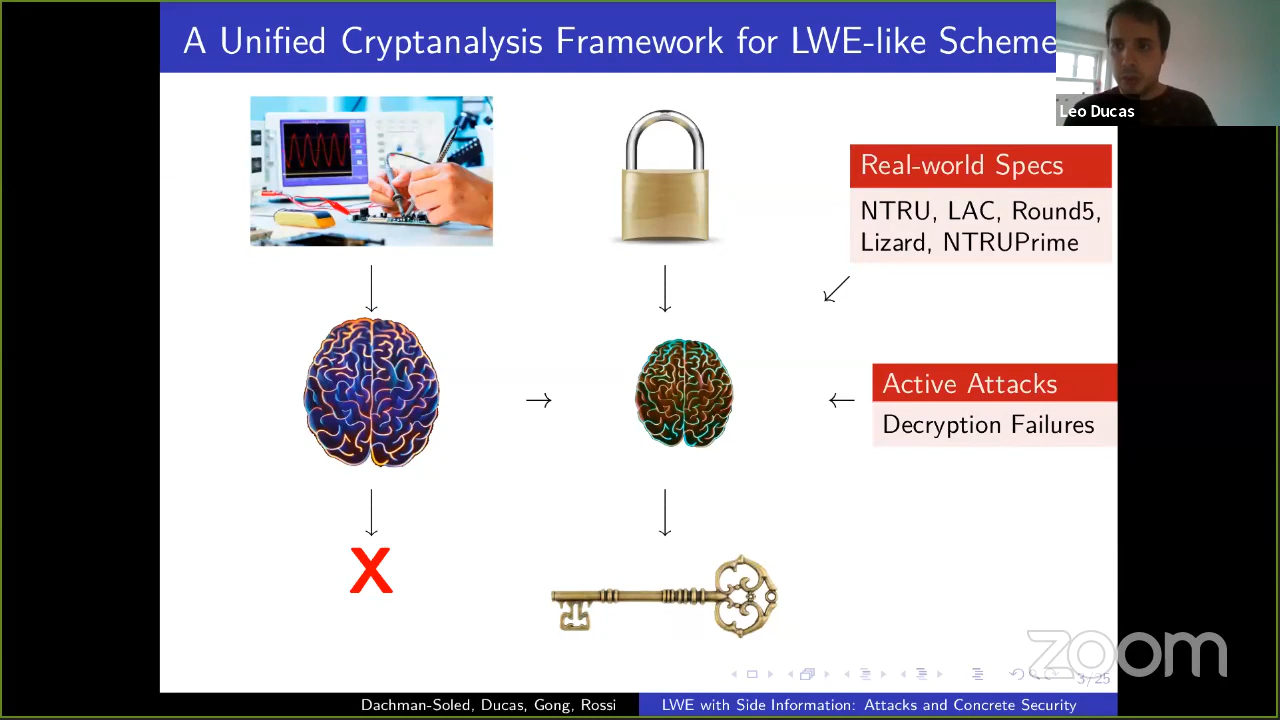 A Unified Cryptanalysis Framework for LWE-like Scheme
Leo Ducas
Real-world Specs
NTRU, LAC, Round5,
Lizard, NTRUPrime
Active Attacks
Decryption Failures
X
zoom
3/25
Dachman-Soled, Ducas, Gong, Rossi
LWE with Side Information: Attacks and Concrete Security